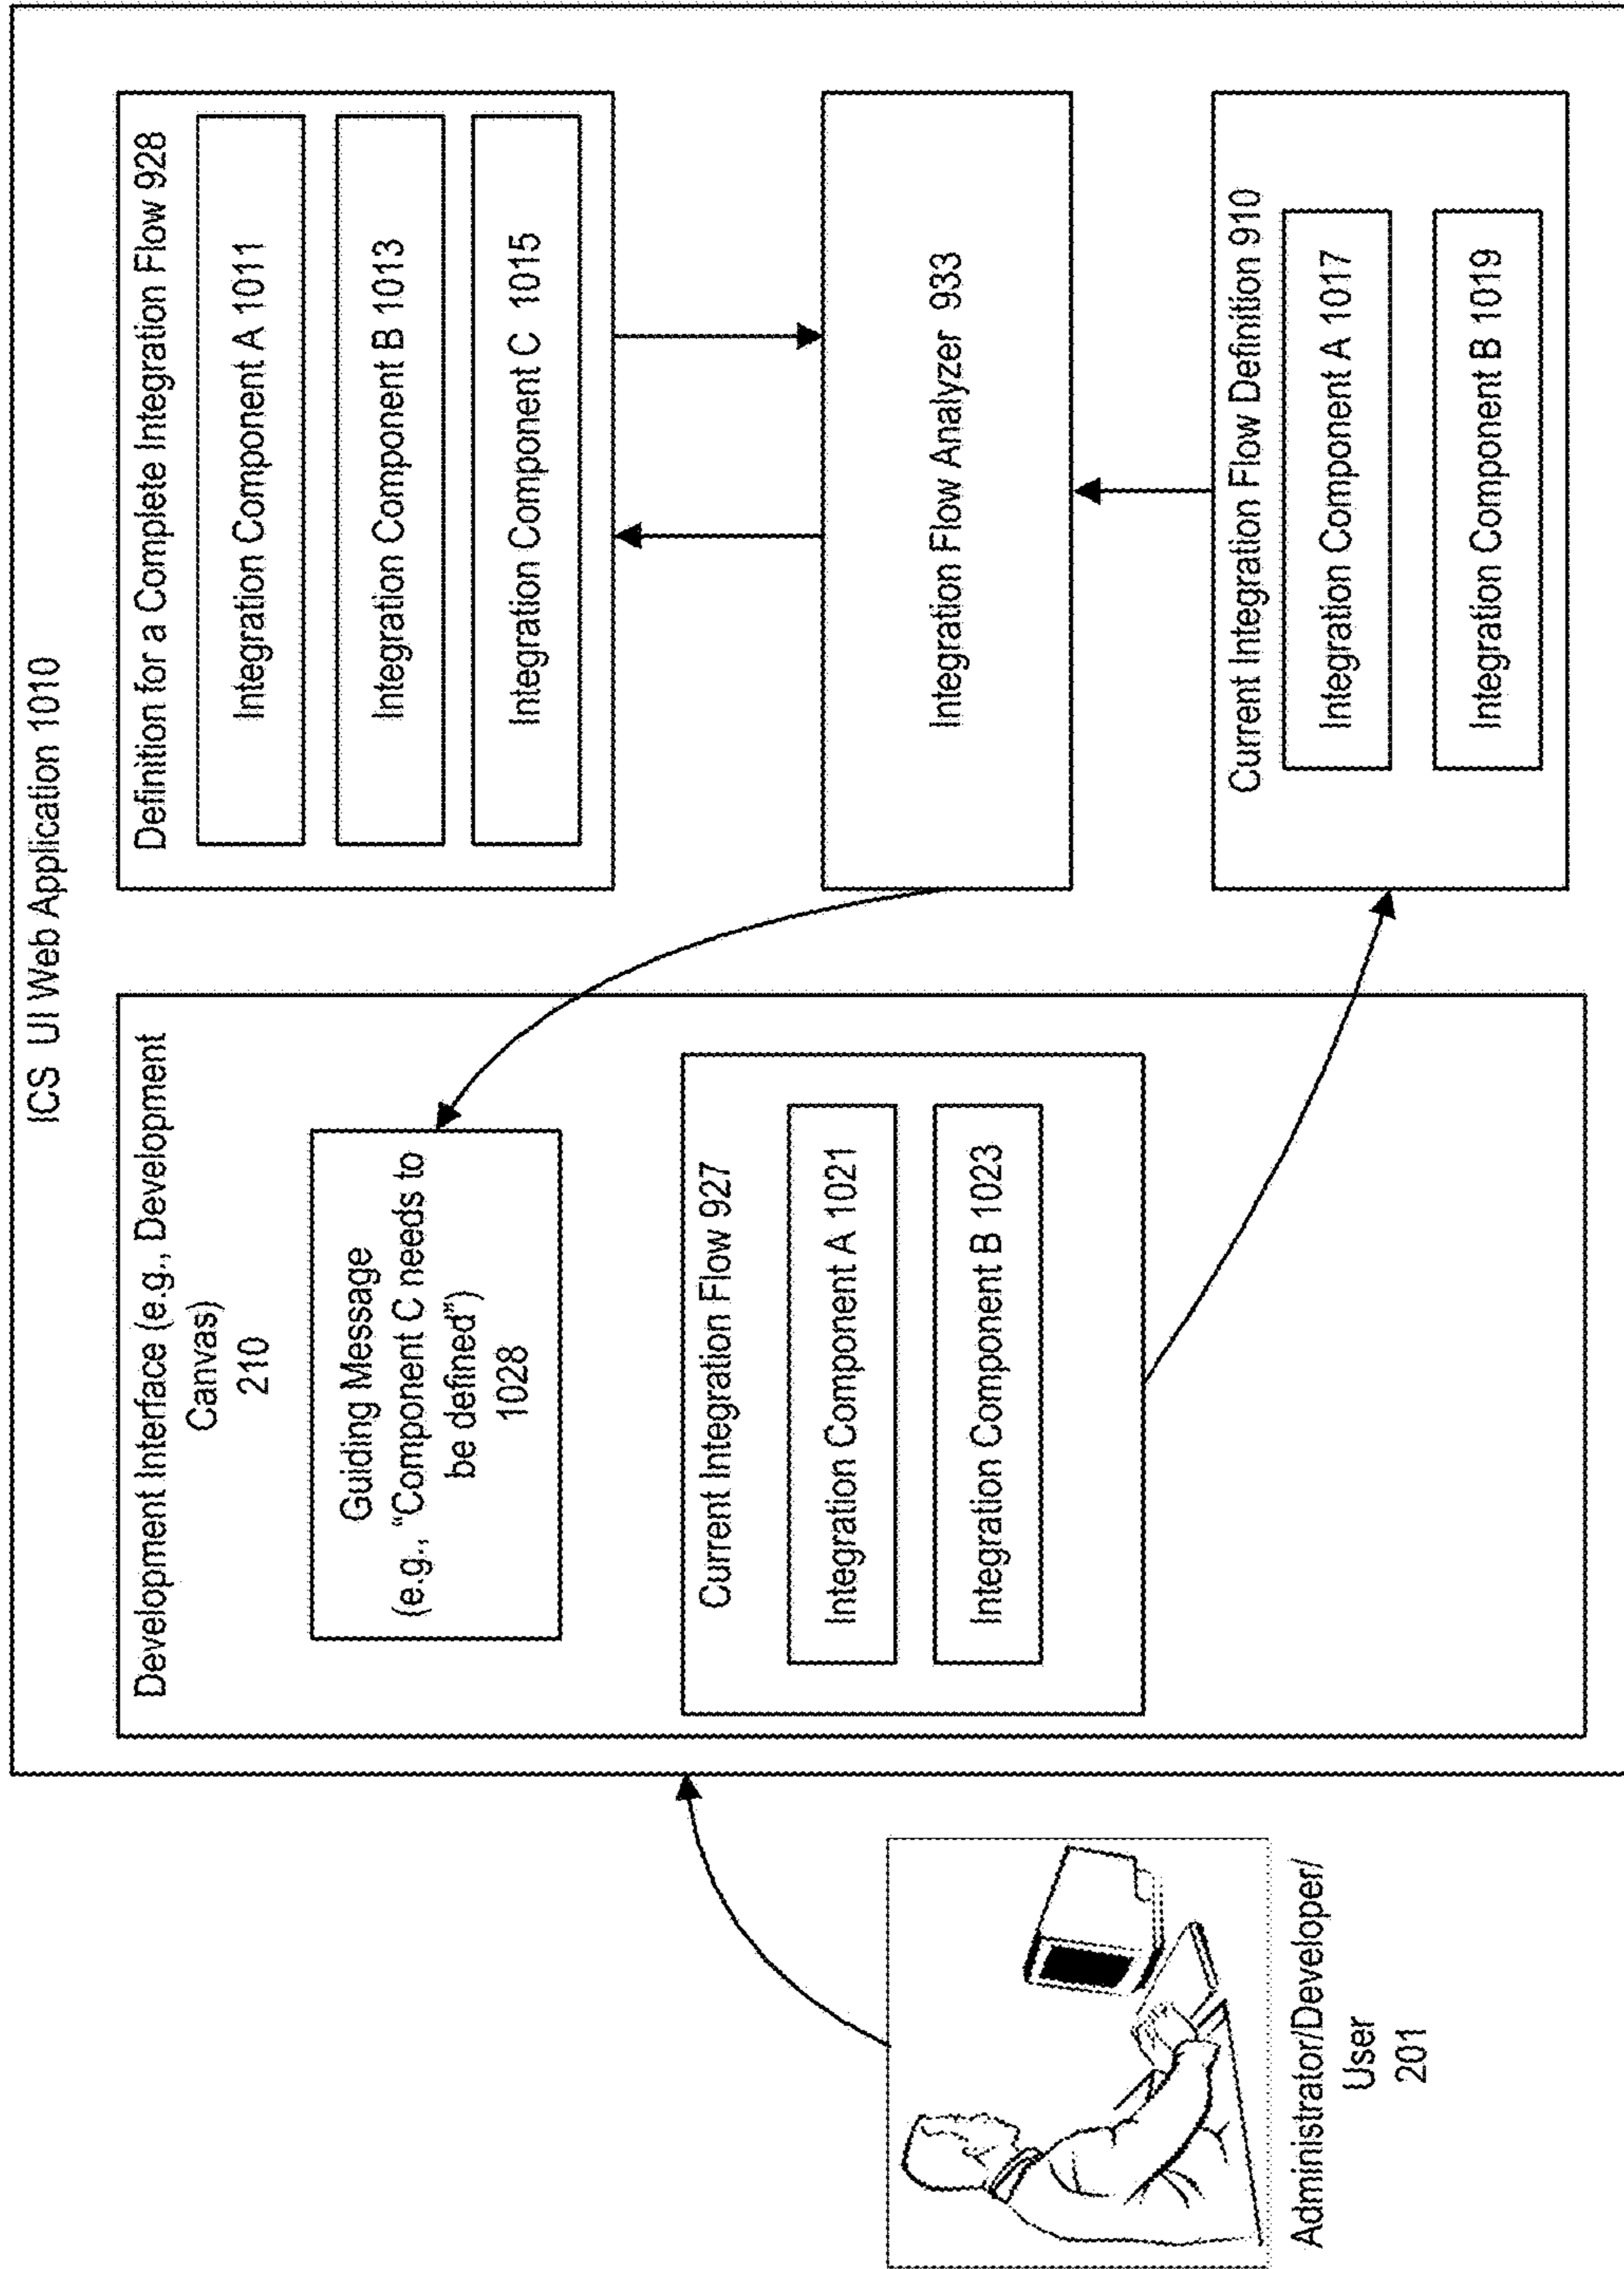 ICS UI Web Application 1010
Development Interface (e.g., Development
Canvas)
210
Guiding Message
(e.g., "Component C needs to
be defined")
1028
Current Integration Flow 927
Integration Component A 1021
Integration Component B 1023
Definition for a Complete Integration Flow 928
Integration Component A 1011
Integration Component B 1013
Integration Component C 1015
Integration Flow Analyzer 933
Current Integration Flow Definition 910
Integration Component A 1017
Integration Component B 1019
Administrator/Developer/
User
201